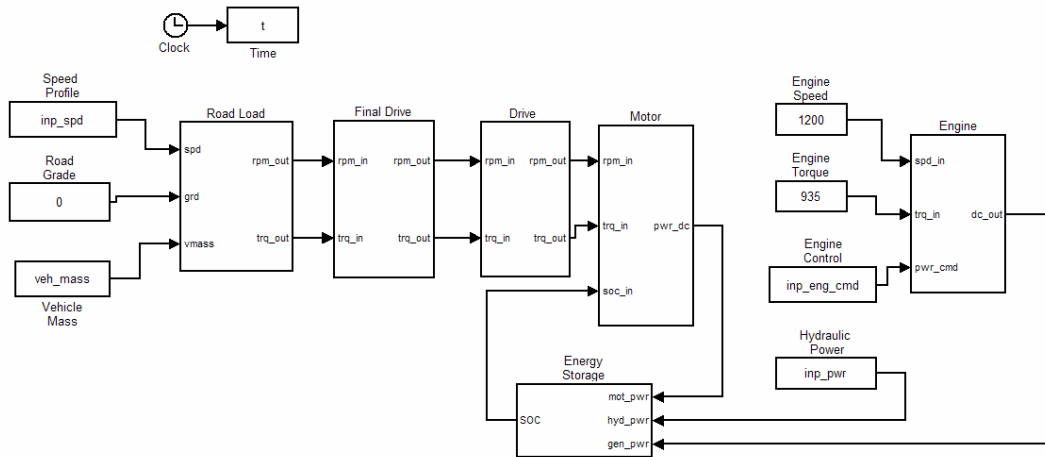 t
Clock
Time
Speed
Profile
inp_spd
Road
Grade
0
veh_mass
Vehicle
Mass
Road Load
spd
grd
vmass
rpm_out
trq_out
Final Drive
rpm_in
trq_in
rpm_out
trq_out
Drive
rpm_in
trq_in
rpm_out
trq_out
Motor
rpm_in
trq_in
soc_in
pwr_dc
Energy
Storage
SOC
mot_pwr
hyd_pwr
gen_pwr
Engine
Speed
1200
Engine
Torque
935
Engine
Control
inp_eng_cmd
Engine
spd_in
trq_in
pwr_cmd
dc_out
Hydraulic
Power
inp_pwr